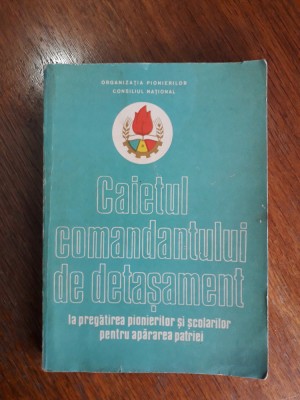 ORGANIZAȚIA PIONIERILOR
CONSILIUL NAȚIONAL
Caietul
comandantului
de detașament
la pregătirea pionierilor și școlarilor
pentru apărarea patriei